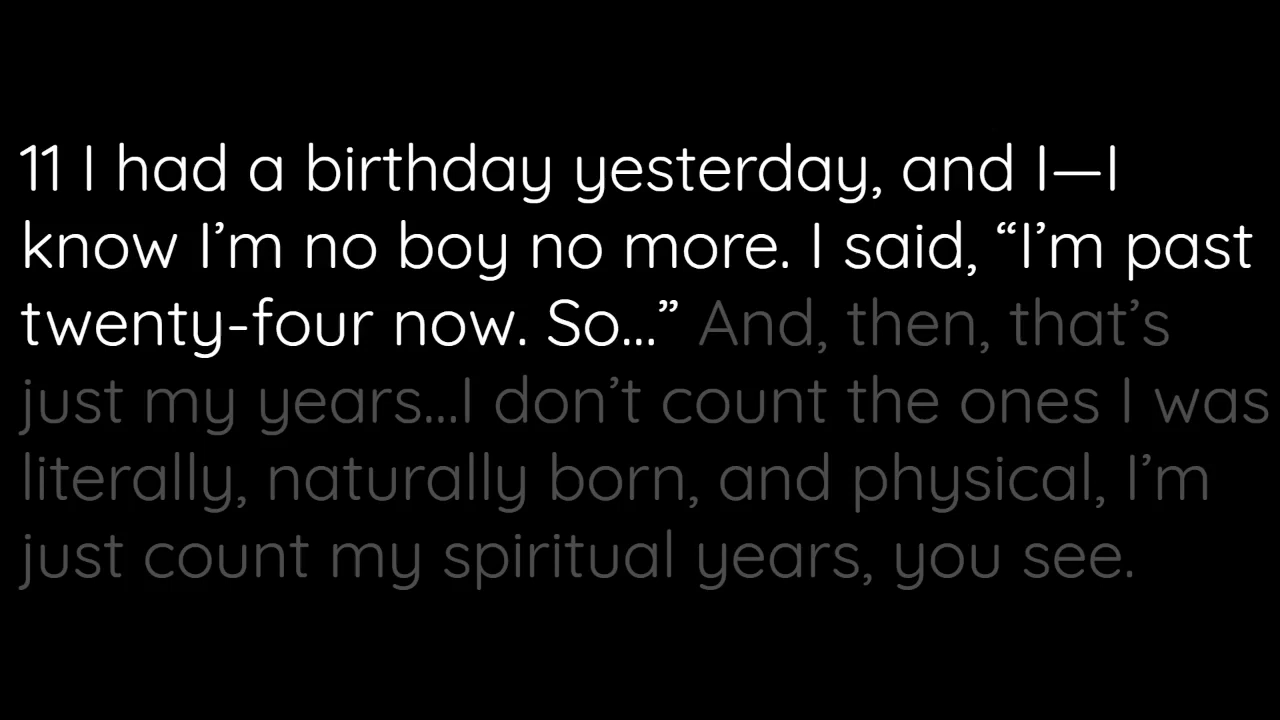 11 I had a birthday yesterday, and I—I
know I’m no boy no more. I said, “I’m past
twenty-four now. So...” And, then, that’s
just my years...I don’t count the ones I was
literally, naturally born, and physical, I’m
just count my spiritual years, you see.